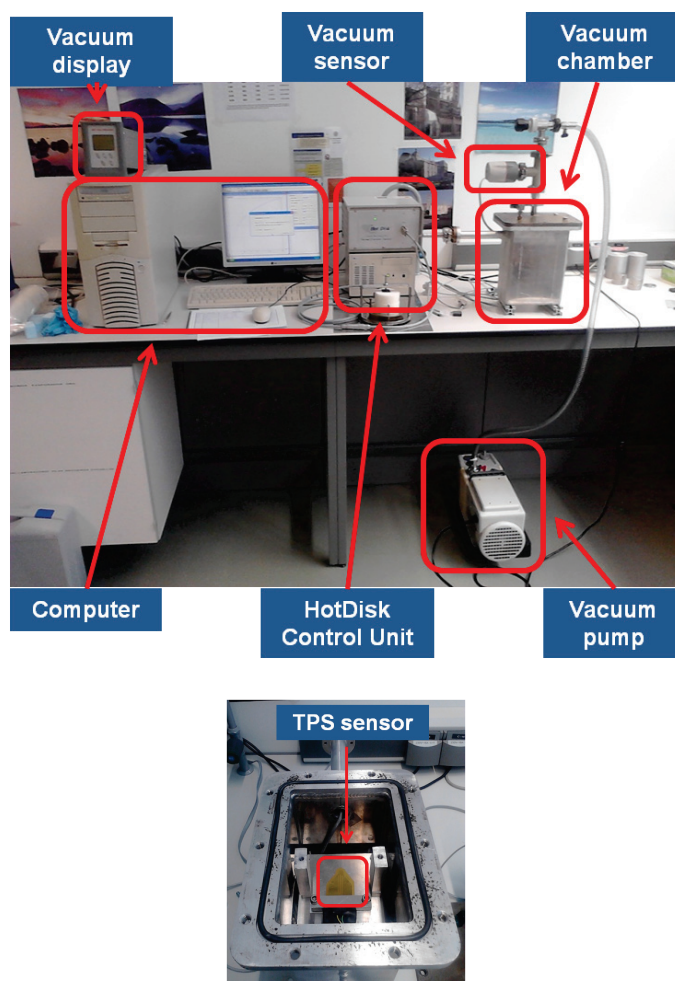 Vacuum
display
Vacuum
sensor
Vacuum
chamber
Computer
HotDisk
Control Unit
Vacuum
pump
TPS sensor